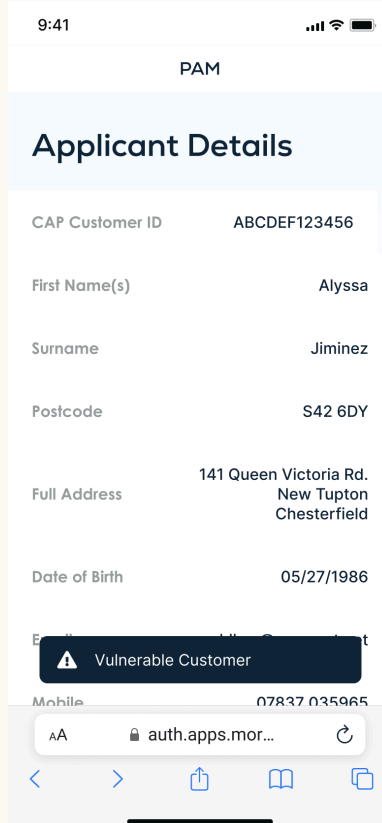 9:41
PAM
Applicant Details
CAP Customer ID ABCDEF123456
First Name(s) Alyssa
Surname Jiminez
Postcode S42 6DY
141 Queen Victoria Rd.
Full Address New Tupton
Chesterfield
Date of Birth 05/27/1986
Vulnerable Customer
Mobile 07837 035965
AA auth.apps.mor...